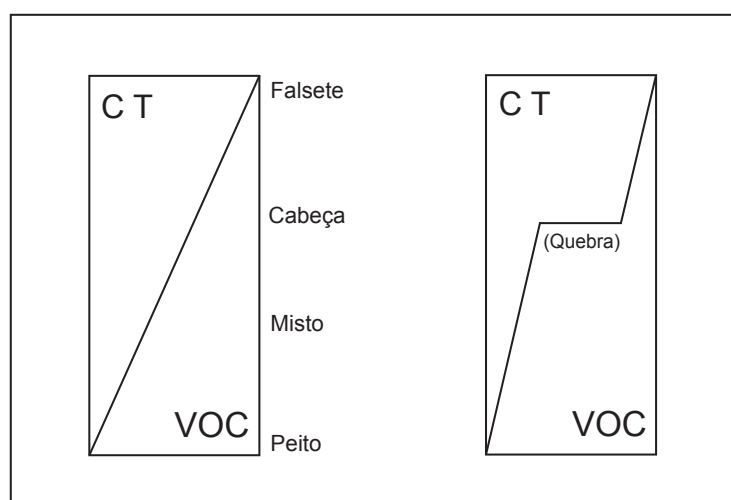 C T
Falsete
Cabeça
Misto
VOC
Peito
C T
(Quebra)
VOC